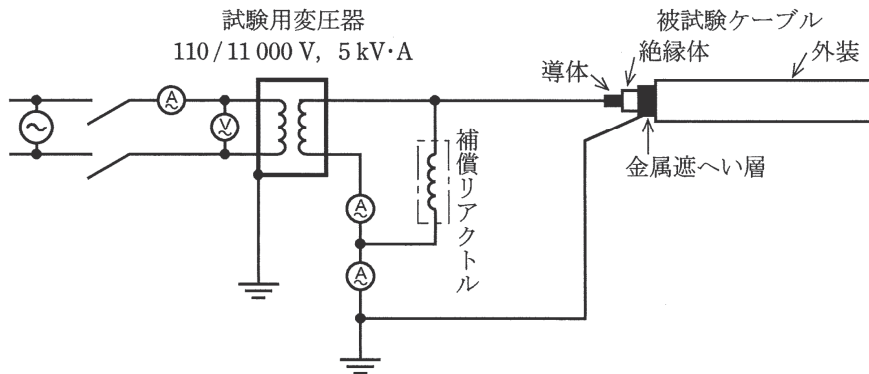 試験用変圧器
110/11 000 V, 5 kV·A
被試験ケーブル
絶縁体
外装
導体
A
V
金属遮へい層
補償リアクトル
A
A